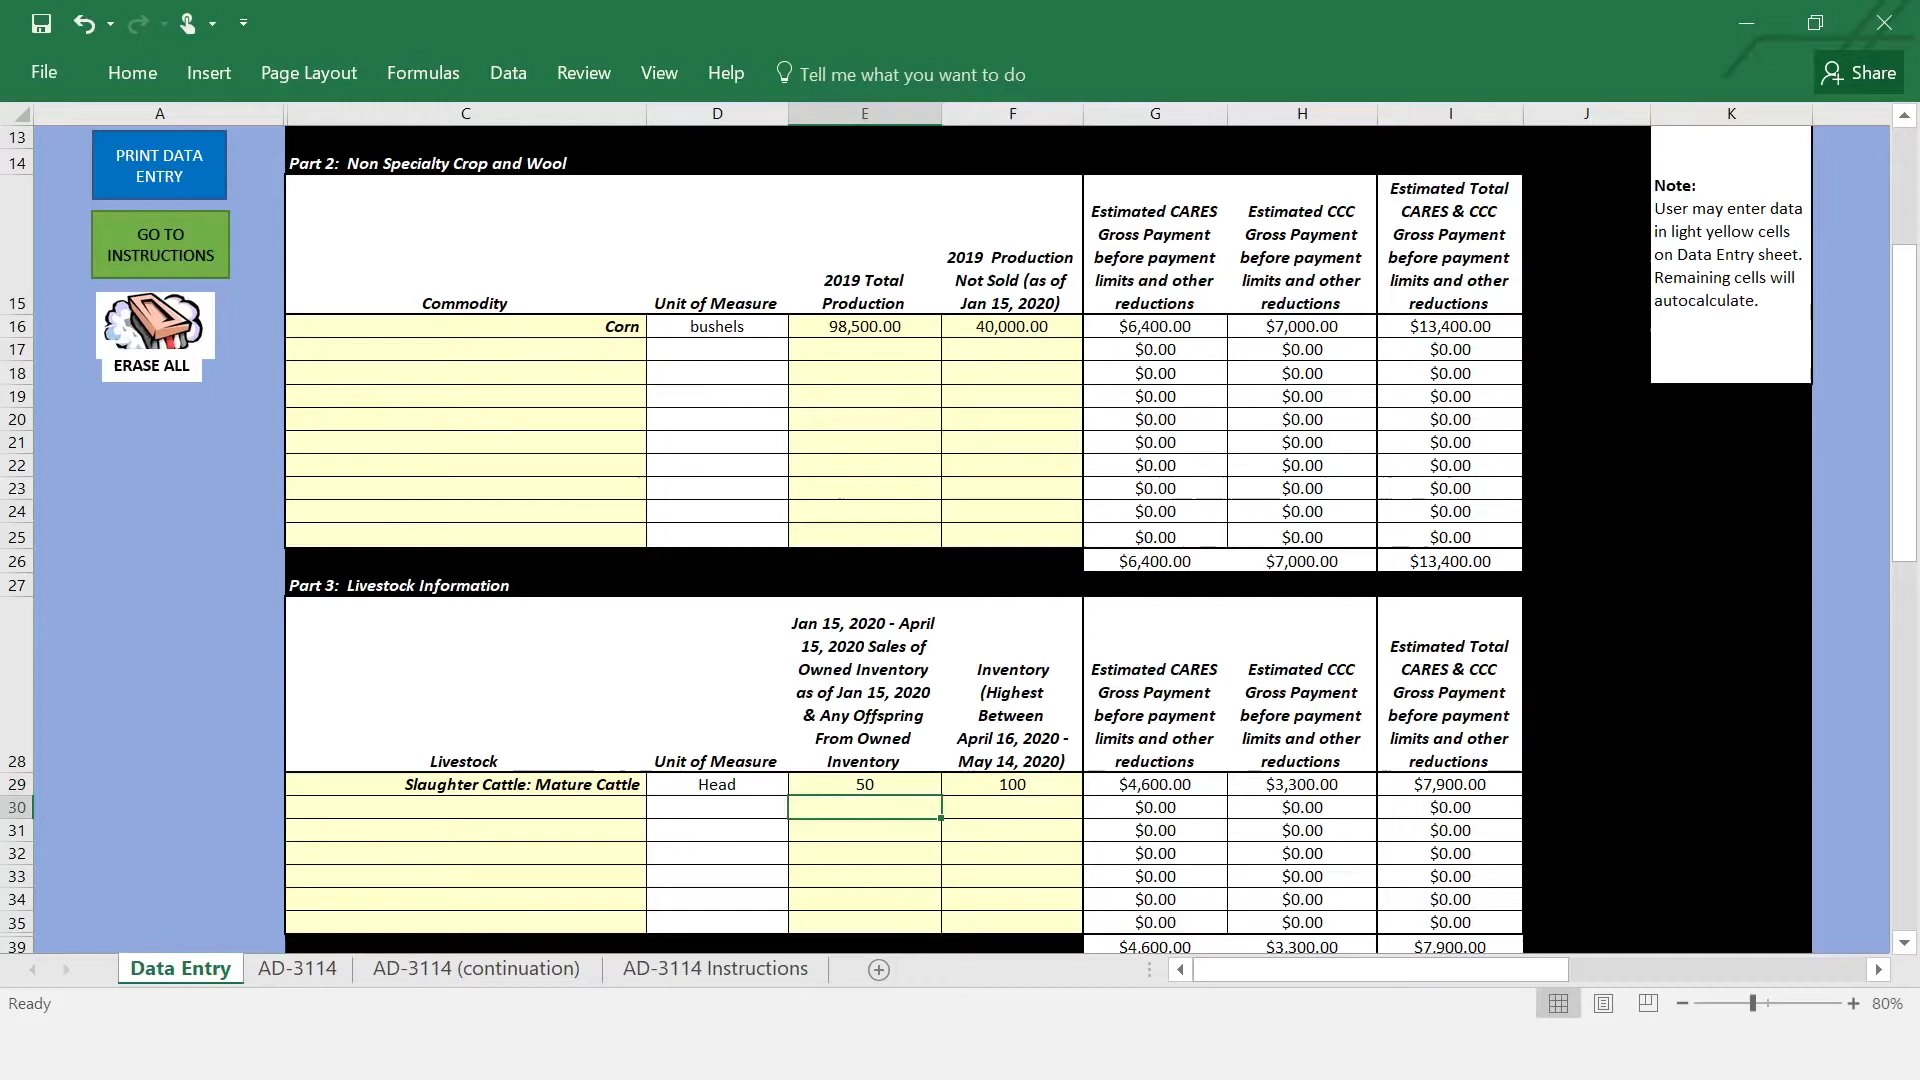 File
Home
Insert
Page Layout
Formulas
Data
Review
View
Help
Tell me what you want to do
Share
A
C
D
E
F
G
H
I
J
K
13
PRINT DATA
ENTRY
GO TO
INSTRUCTIONS
ERASE ALL
14
Part 2: Non Specialty Crop and Wool
15
Commodity
Unit of Measure
2019 Total
Production
2019 Production
Not Sold (as of
Jan 15, 2020)
Estimated CARES
Gross Payment
before payment
limits and other
reductions
Estimated CCC
Gross Payment
before payment
limits and other
reductions
Estimated Total
CARES & CCC
Gross Payment
before payment
limits and other
reductions
Note:
User may enter data
in light yellow cells
on Data Entry sheet.
Remaining cells will
autocalculate.
16 Corn bushels 98,500.00 40,000.00 $6,400.00 $7,000.00 $13,400.00
17 $0.00 $0.00 $0.00
18 $0.00 $0.00 $0.00
19 $0.00 $0.00 $0.00
20 $0.00 $0.00 $0.00
21 $0.00 $0.00 $0.00
22 $0.00 $0.00 $0.00
23 $0.00 $0.00 $0.00
24 $0.00 $0.00 $0.00
25 $0.00 $0.00 $0.00
26 $6,400.00 $7,000.00 $13,400.00
27 Part 3: Livestock Information
28
Livestock
Unit of Measure
Jan 15, 2020 - April
15, 2020 Sales of
Owned Inventory
as of Jan 15, 2020
& Any Offspring
From Owned
Inventory
Inventory
(Highest
Between
April 16, 2020 -
May 14, 2020)
Estimated CARES
Gross Payment
before payment
limits and other
reductions
Estimated CCC
Gross Payment
before payment
limits and other
reductions
Estimated Total
CARES & CCC
Gross Payment
before payment
limits and other
reductions
29 Slaughter Cattle: Mature Cattle Head 50 100 $4,600.00 $3,300.00 $7,900.00
30 $0.00 $0.00 $0.00
31 $0.00 $0.00 $0.00
32 $0.00 $0.00 $0.00
33 $0.00 $0.00 $0.00
34 $0.00 $0.00 $0.00
35 $0.00 $0.00 $0.00
39 $4,600.00 $3,300.00 $7,900.00
Data Entry
AD-3114
AD-3114 (continuation)
AD-3114 Instructions
Ready
80%